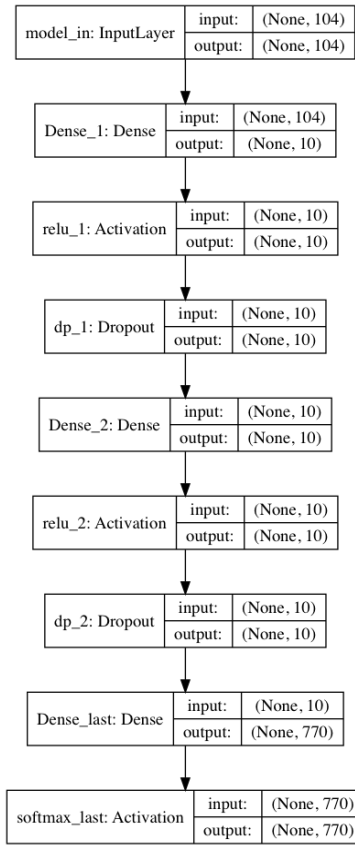 model_in: InputLayer
input: (None, 104)
output: (None, 104)
Dense_1: Dense
input: (None, 104)
output: (None, 10)
relu_1: Activation
input: (None, 10)
output: (None, 10)
dp_1: Dropout
input: (None, 10)
output: (None, 10)
Dense_2: Dense
input: (None, 10)
output: (None, 10)
relu_2: Activation
input: (None, 10)
output: (None, 10)
dp_2: Dropout
input: (None, 10)
output: (None, 10)
Dense_last: Dense
input: (None, 10)
output: (None, 770)
softmax_last: Activation
input: (None, 770)
output: (None, 770)